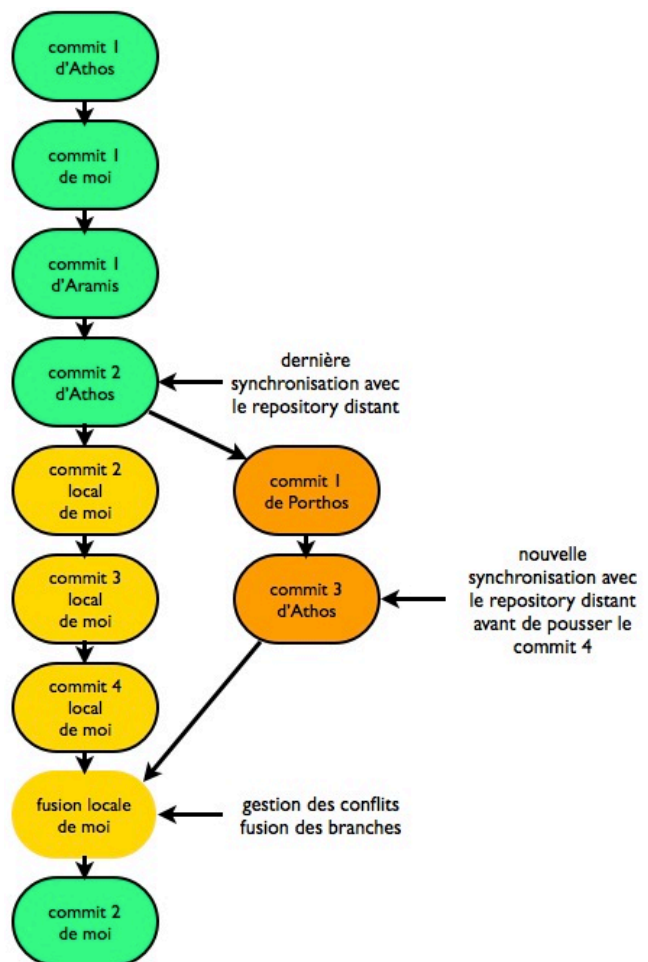 commit 1
d'Athos
commit 1
de moi
commit 1
d'Aramis
commit 2
d'Athos
dernière
synchronisation avec
le repository distant
commit 2
local
de moi
commit 1
de Porthos
commit 3
local
de moi
commit 3
d'Athos
nouvelle
synchronisation avec
le repository distant
avant de pousser le
commit 4
commit 4
local
de moi
fusion locale
de moi
gestion des conflits
fusion des branches
commit 2
de moi